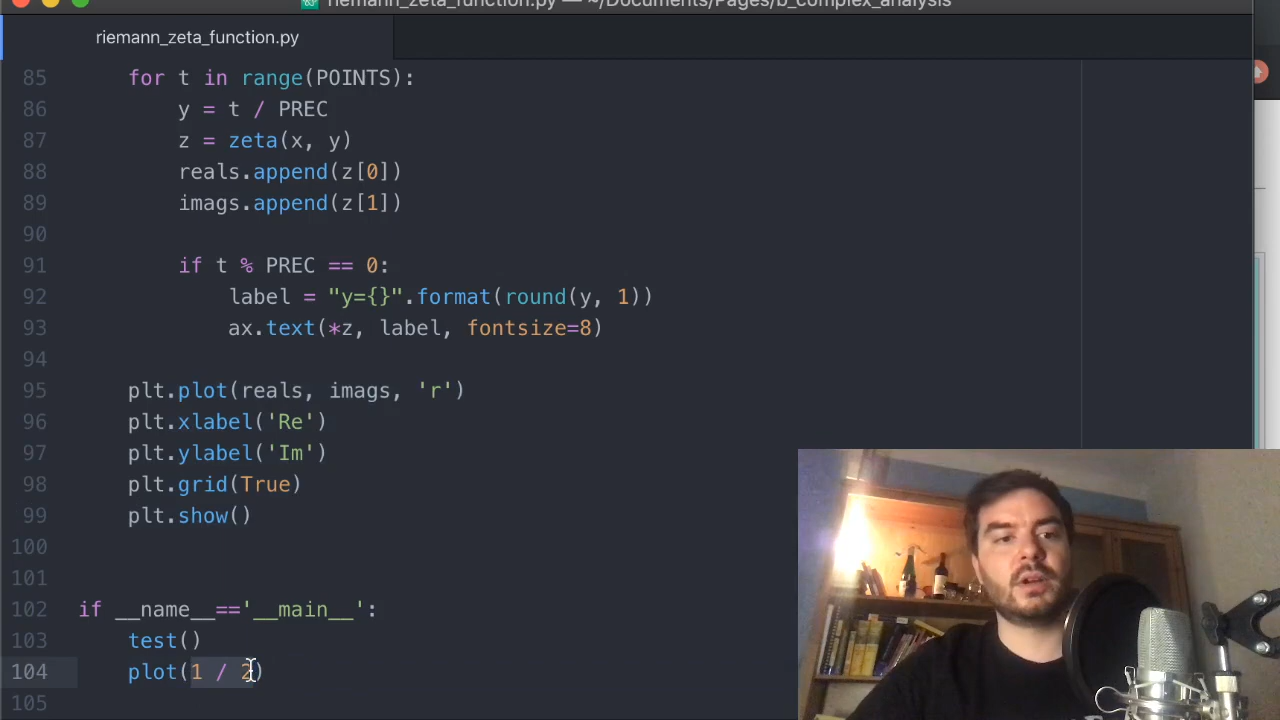 riemann_zeta_function.py — ~/Documents/Pages/b_complex_analysis
riemann_zeta_function.py
85 for t in range(POINTS):
86 y = t / PREC
87 z = zeta(x, y)
88 reals.append(z[0])
89 imags.append(z[1])
90
91 if t % PREC == 0:
92 label = "y={}".format(round(y, 1))
93 ax.text(*z, label, fontsize=8)
94
95 plt.plot(reals, imags, 'r')
96 plt.xlabel('Re')
97 plt.ylabel('Im')
98 plt.grid(True)
99 plt.show()
100
101
102 if __name__=='__main__':
103 test()
104 plot(1 / 2)
105